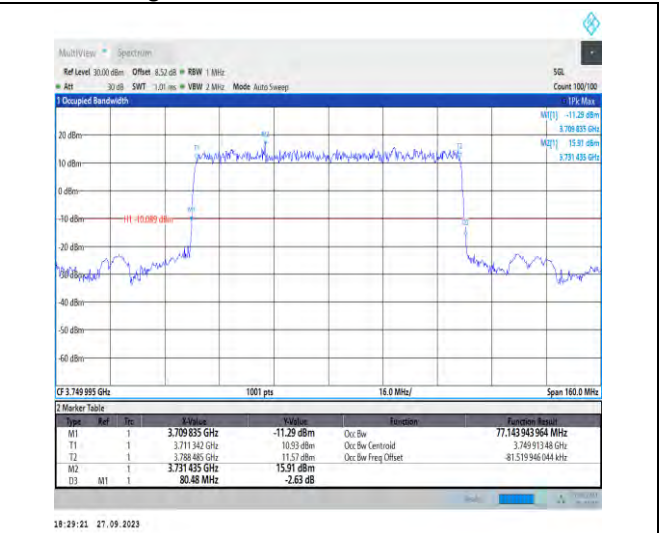 MultiView Spectrum
Ref Level 30.00 dBm Offset 8.52 dB RBW 1 MHz SGL
Att 30 dB SWT 1.01 ms VBW 2 MHz Mode Auto Sweep Count 100/100
1 Occupied Bandwidth 1Pk Max
M1[1] -11.29 dBm
3.709 835 GHz
M2[1] 15.91 dBm
3.731 435 GHz
20 dBm
M2
T1 T2
10 dBm
0 dBm
M1
-10 dBm H1 -10.089 dBm
D3
-20 dBm
-30 dBm
-40 dBm
-50 dBm
-60 dBm
CF 3.749 995 GHz 1001 pts 16.0 MHz/ Span 160.0 MHz
2 Marker Table
Type Ref Trc X-Value Y-Value Function Function Result
M1 1 3.709 835 GHz -11.29 dBm Occ Bw 77.143 943 964 MHz
T1 1 3.711 342 GHz 10.93 dBm Occ Bw Centroid 3.749 913 48 GHz
T2 1 3.788 485 GHz 11.57 dBm Occ Bw Freq Offset -81.519 946 044 kHz
M2 1 3.731 435 GHz 15.91 dBm
D3 M1 1 80.48 MHz -2.63 dB
18:29:21 27.09.2023